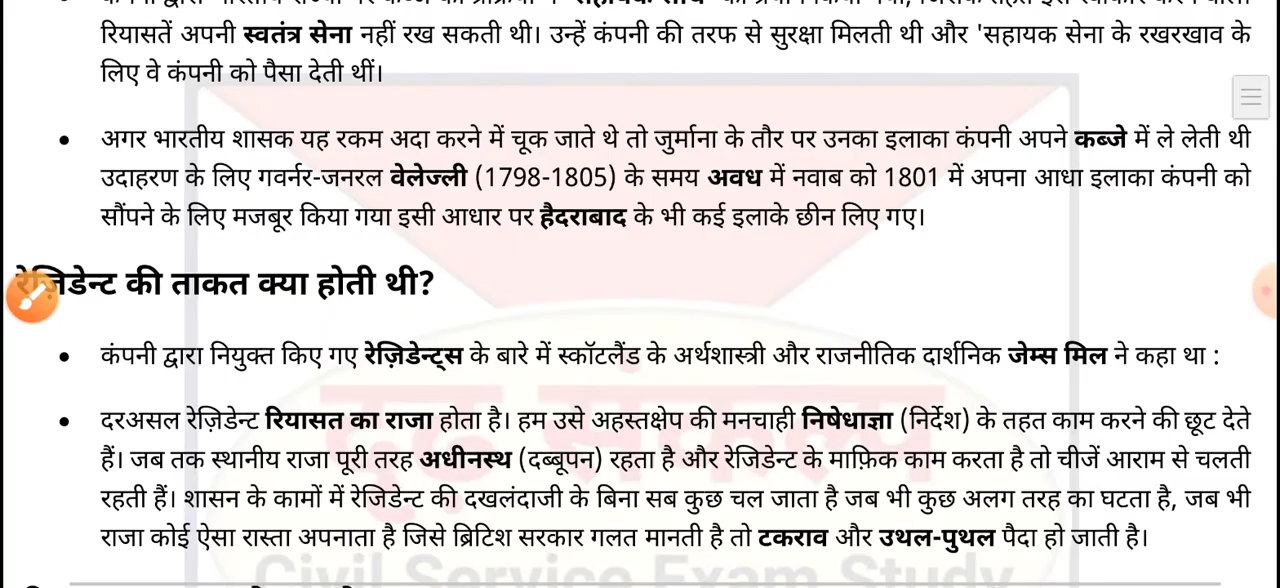 रियासतें अपनी स्वतंत्र सेना नहीं रख सकती थी। उन्हें कंपनी की तरफ से सुरक्षा मिलती थी और 'सहायक सेना के रखरखाव के
लिए वे कंपनी को पैसा देती थीं।
• अगर भारतीय शासक यह रकम अदा करने में चूक जाते थे तो जुर्माना के तौर पर उनका इलाका कंपनी अपने कब्जे में ले लेती थी
उदाहरण के लिए गवर्नर-जनरल वेलेज्ली (1798-1805) के समय अवध में नवाब को 1801 में अपना आधा इलाका कंपनी को
सौंपने के लिए मजबूर किया गया इसी आधार पर हैदराबाद के भी कई इलाके छीन लिए गए।
रेज़िडेन्ट की ताकत क्या होती थी?
• कंपनी द्वारा नियुक्त किए गए रेज़िडेन्ट्स के बारे में स्कॉटलैंड के अर्थशास्त्री और राजनीतिक दार्शनिक जेम्स मिल ने कहा था :
• दरअसल रेज़िडेन्ट रियासत का राजा होता है। हम उसे अहस्तक्षेप की मनचाही निषेधाज्ञा (निर्देश) के तहत काम करने की छूट देते
हैं। जब तक स्थानीय राजा पूरी तरह अधीनस्थ (दब्बूपन) रहता है और रेजिडेन्ट के माफ़िक काम करता है तो चीजें आराम से चलती
रहती हैं। शासन के कामों में रेजिडेन्ट की दखलंदाजी के बिना सब कुछ चल जाता है जब भी कुछ अलग तरह का घटता है, जब भी
राजा कोई ऐसा रास्ता अपनाता है जिसे ब्रिटिश सरकार गलत मानती है तो टकराव और उथल-पुथल पैदा हो जाती है।
दृढ़ संकल्प
Civil Service Exam Study